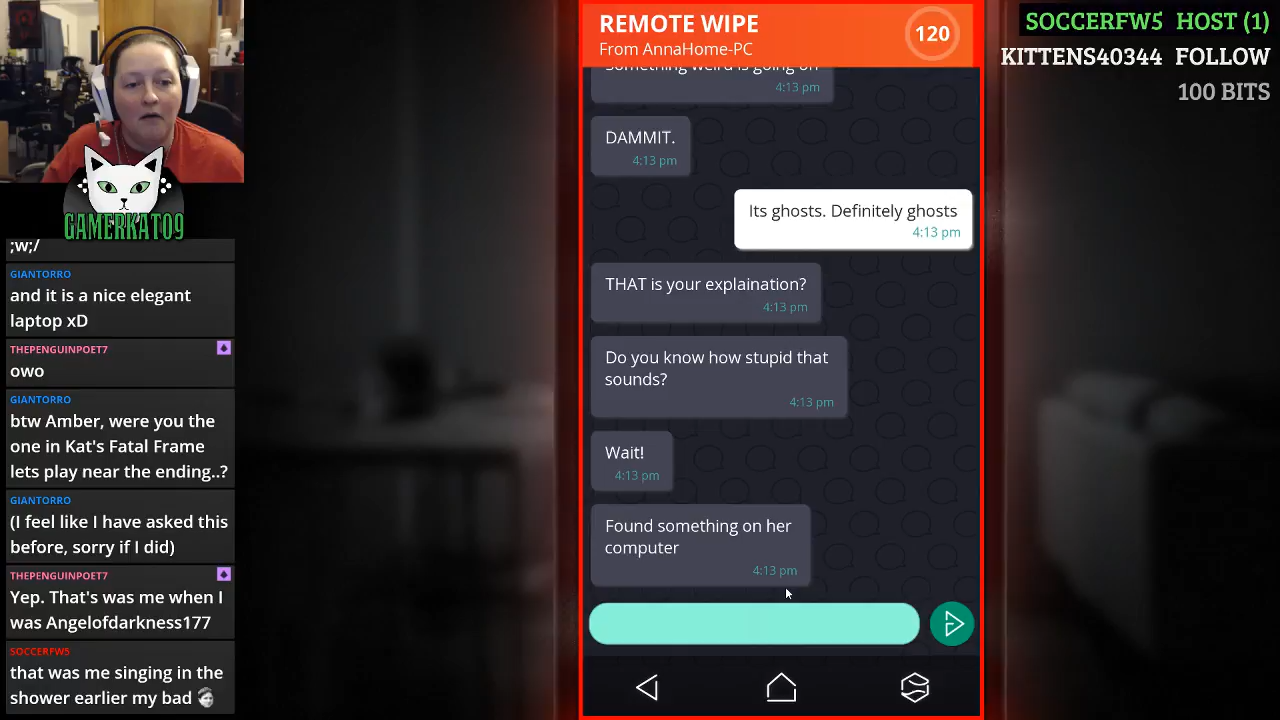 REMOTE WIPE
From AnnaHome-PC
120
SOCCERFW5 HOST (1)
KITTENS40344 FOLLOW
100 BITS
Something weird is going on
4:13 pm
DAMMIT.
4:13 pm
Its ghosts. Definitely ghosts
4:13 pm
THAT is your explaination?
4:13 pm
Do you know how stupid that
sounds?
4:13 pm
Wait!
4:13 pm
Found something on her
computer
4:13 pm
GAMERKAT09
;w;/
GIANTORRO
and it is a nice elegant
laptop xD
THEPENGUINPOET7
owo
GIANTORRO
btw Amber, were you the
one in Kat's Fatal Frame
lets play near the ending..?
GIANTORRO
(I feel like I have asked this
before, sorry if I did)
THEPENGUINPOET7
Yep. That's was me when I
was Angelofdarkness177
SOCCERFW5
that was me singing in the
shower earlier my bad